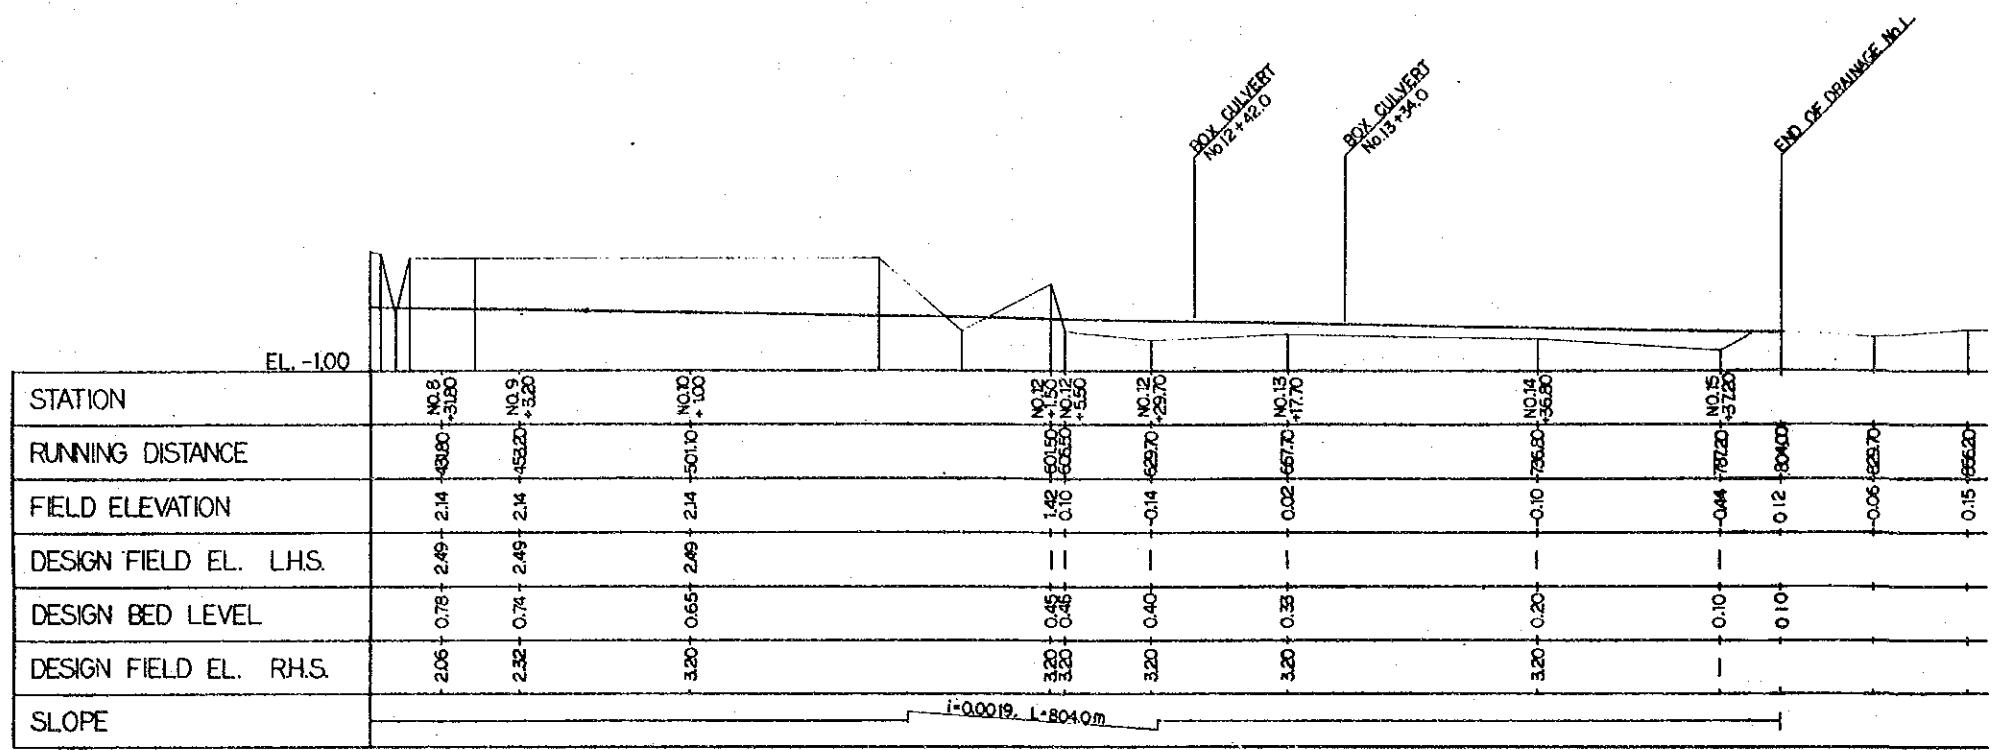 BOX CULVERT
No 12 + 42.0
BOX CULVERT
No.13 + 34.0
END OF DRAINAGE No.1
EL. -1.00
STATION
NO. 8 +31.80
NO. 9 +3.20
NO.10 + 1.00
NO.12 +1.50
NO.12 +5.50
NO.12 +29.70
NO.13 +17.70
NO.14 +36.80
NO.15 +37.20
RUNNING DISTANCE
431.80
453.20
501.10
601.50
605.50
629.70
667.70
736.80
787.20
804.00
829.70
FIELD ELEVATION
2.14
2.14
2.14
1.42
0.10
-0.14
0.02
-0.10
-0.44
0.12
-0.06
0.15
DESIGN FIELD EL. L.H.S.
2.49
2.49
2.49
—
—
—
—
—
—
DESIGN BED LEVEL
0.78
0.74
0.65
0.45
0.40
0.33
0.20
0.10
0.10
DESIGN FIELD EL. R.H.S.
2.06
2.32
3.20
3.20
3.20
3.20
3.20
3.20
—
SLOPE
i=0.0019, L=804.0m